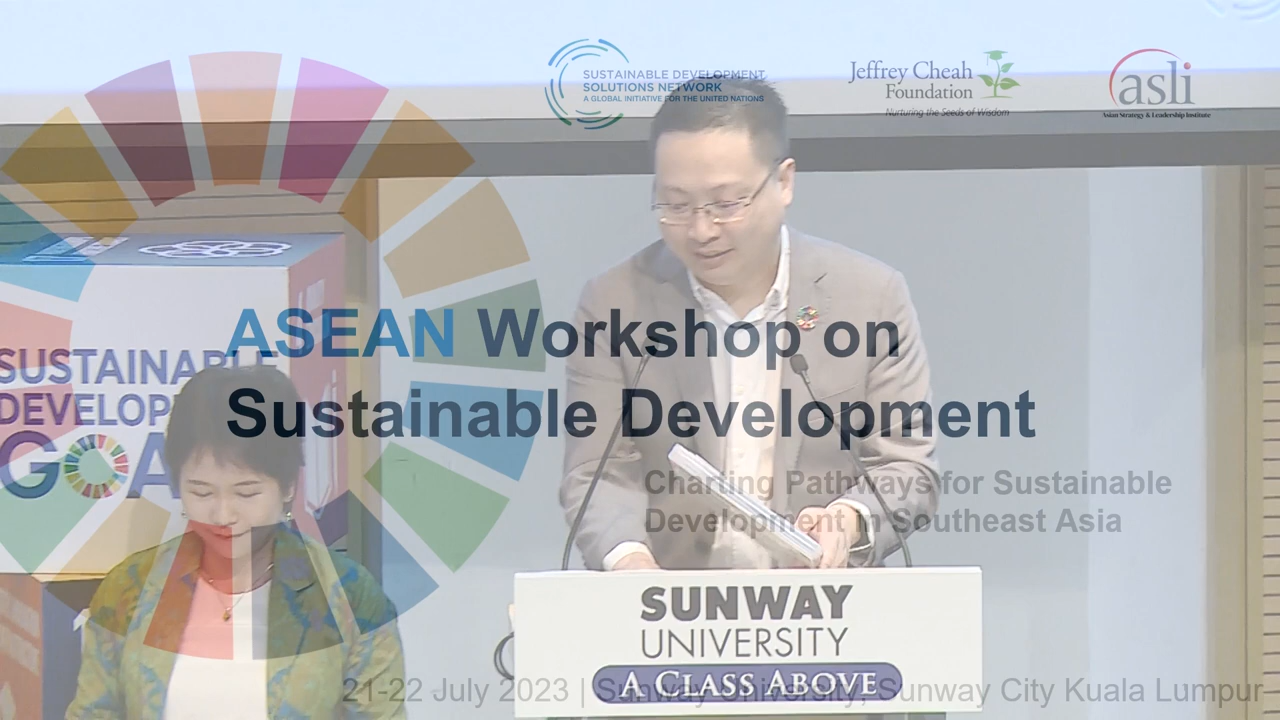 SUSTAINABLE DEVELOPMENT
SOLUTIONS NETWORK
A GLOBAL INITIATIVE FOR THE UNITED NATIONS
Jeffrey Cheah
Foundation
Nurturing the Seeds of Wisdom
asli
Asian Strategy & Leadership Institute
SUSTAINABLE
DEVELOP
GOA
ASEAN Workshop on
Sustainable Development
Charting Pathways for Sustainable
Development in Southeast Asia
SUNWAY
UNIVERSITY
A CLASS ABOVE
21-22 July 2023 | Sunway University, Sunway City Kuala Lumpur